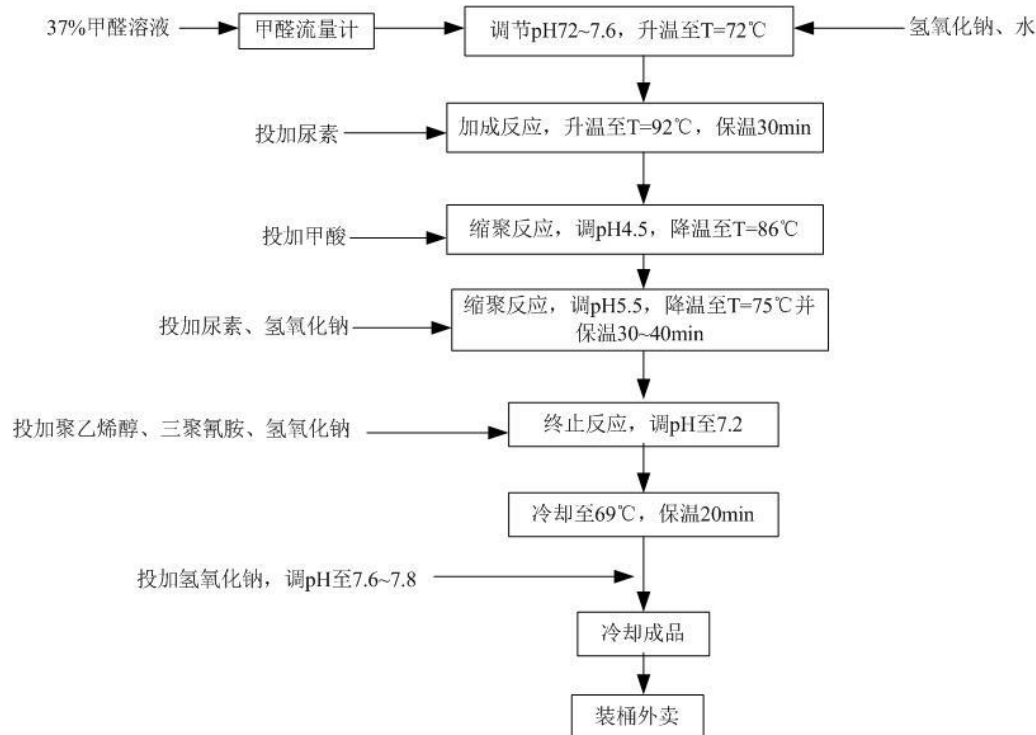 37%甲醛溶液
甲醛流量计
调节pH72~7.6，升温至T=72℃
氢氧化钠、水
投加尿素
加成反应，升温至T=92℃，保温30min
投加甲酸
缩聚反应，调pH4.5，降温至T=86℃
投加尿素、氢氧化钠
缩聚反应，调pH5.5，降温至T=75℃并
保温30~40min
投加聚乙烯醇、三聚氰胺、氢氧化钠
终止反应，调pH至7.2
冷却至69℃，保温20min
投加氢氧化钠，调pH至7.6~7.8
冷却成品
装桶外卖